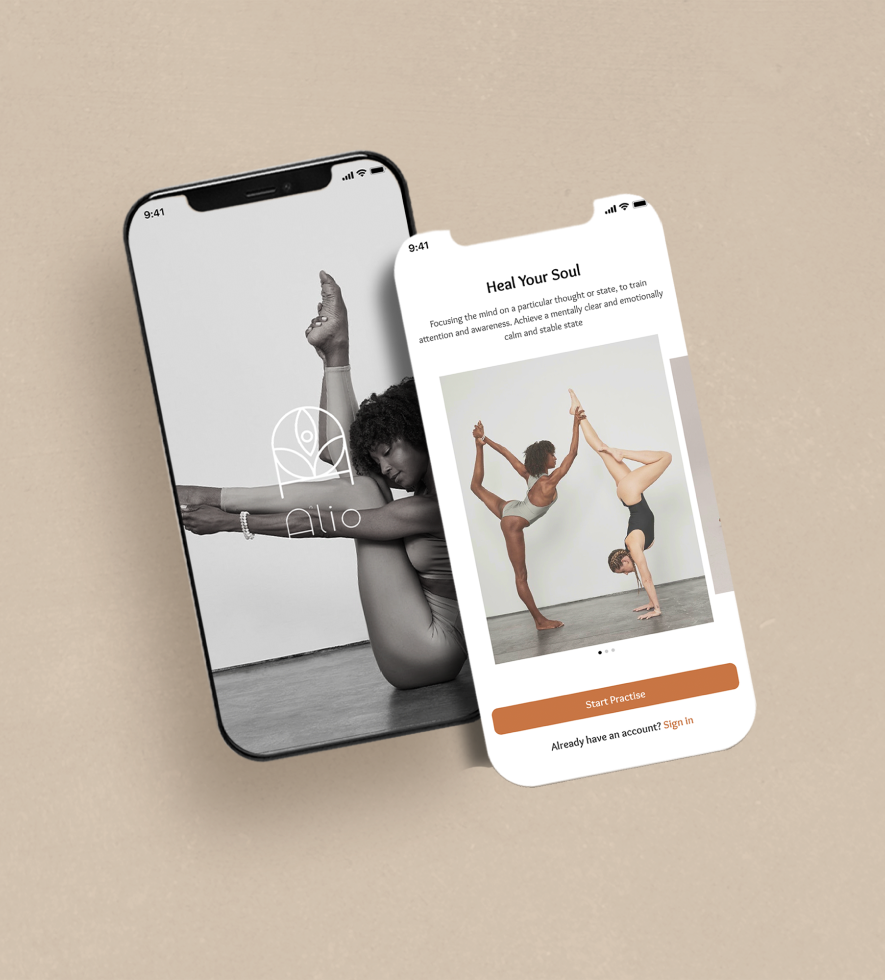 9:41
Alio
9:41
Heal Your Soul
Focusing the mind on a particular thought or state, to train
attention and awareness. Achieve a mentally clear and emotionally
calm and stable state
Start Practise
Already have an account? Sign in